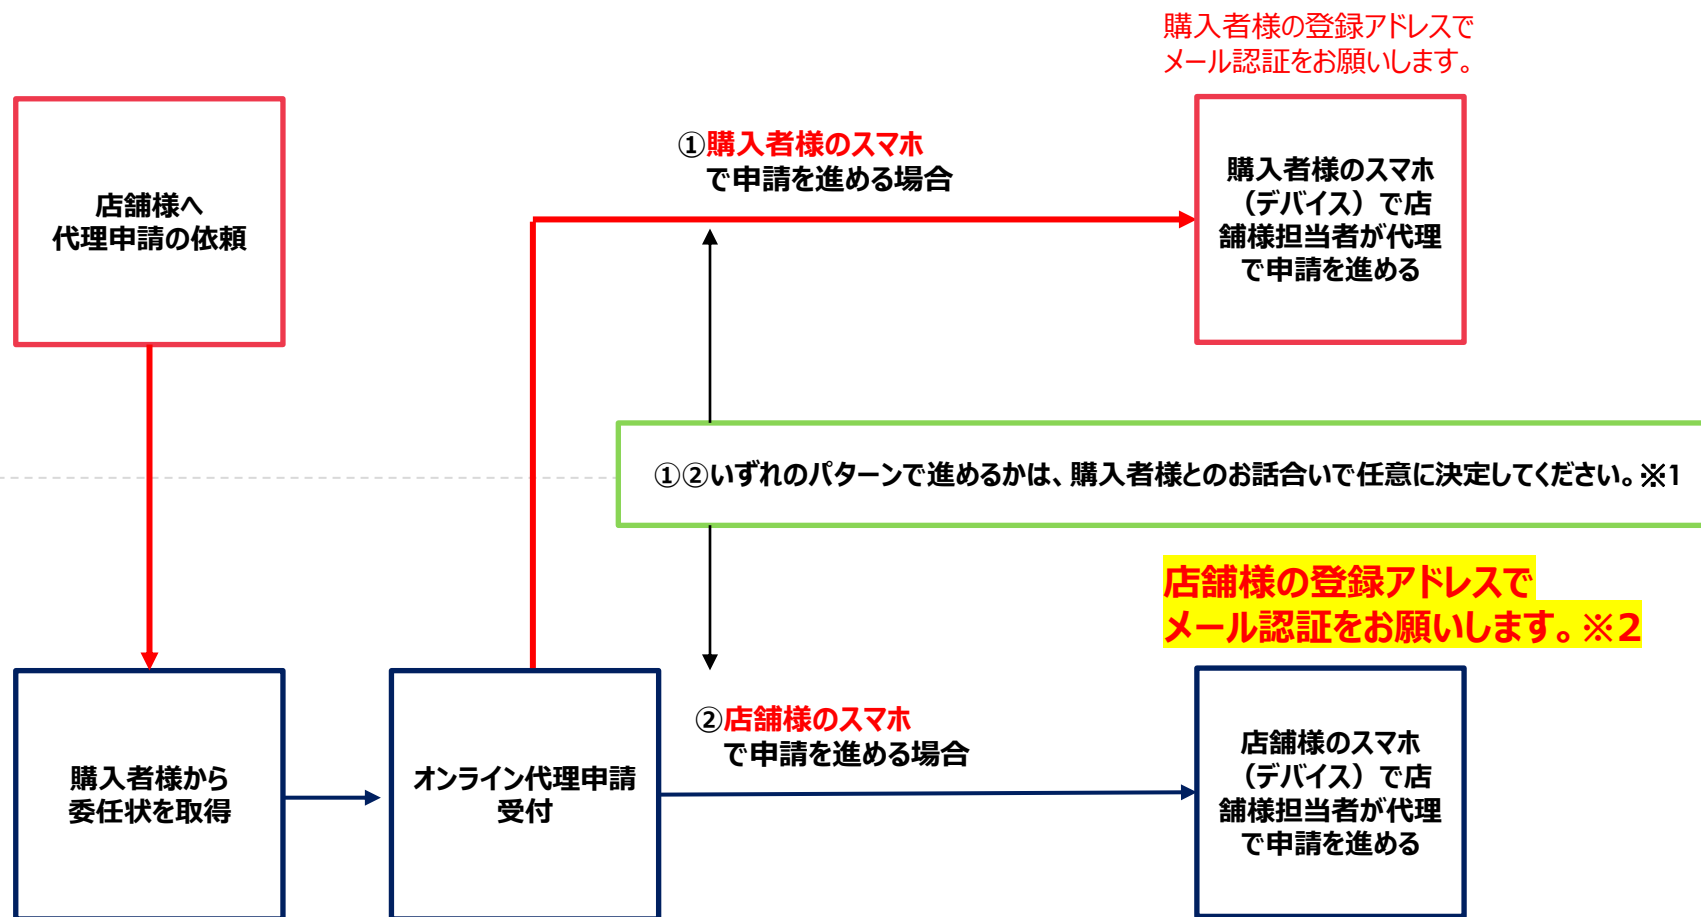 購入者様の登録アドレスで
メール認証をお願いします。
店舗様へ
代理申請の依頼
①購入者様のスマホ
で申請を進める場合
購入者様のスマホ
（デバイス）で店
舗様担当者が代理
で申請を進める
①②いずれのパターンで進めるかは、購入者様とのお話合いで任意に決定してください。※1
店舗様の登録アドレスで
メール認証をお願いします。※2
購入者様から
委任状を取得
オンライン代理申請
受付
②店舗様のスマホ
で申請を進める場合
店舗様のスマホ
（デバイス）で店
舗様担当者が代理
で申請を進める